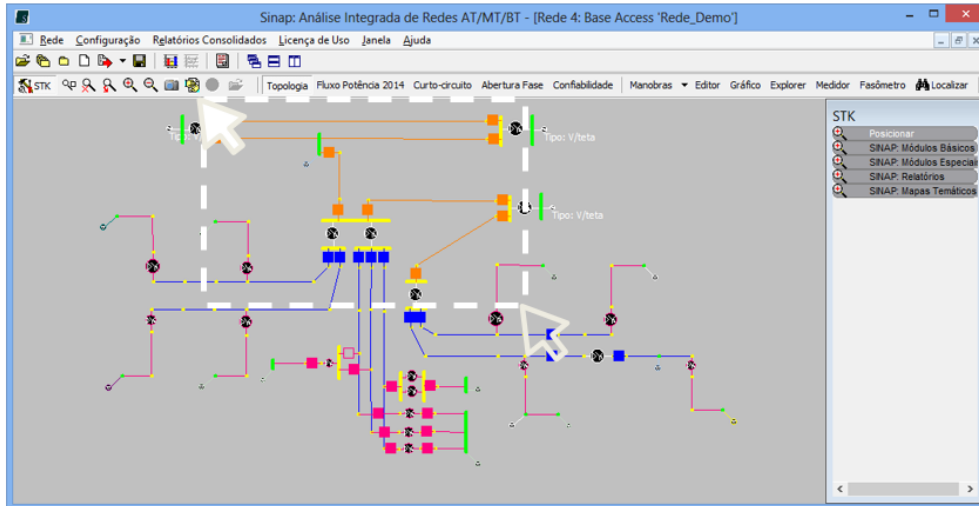 Sinap: Análise Integrada de Redes AT/MT/BT - [Rede 4: Base Access 'Rede_Demo']
Rede Configuração Relatórios Consolidados Licença de Uso Janela Ajuda
STK Topologia Fluxo Potência 2014 Curto-circuito Abertura Fase Confiabilidade Manobras Editor Gráfico Explorer Medidor Fasômetro Localizar
STK
Posicionar
SINAP: Módulos Básicos
SINAP: Módulos Especiai
SINAP: Relatórios
SINAP: Mapas Temáticos
Tipo: V/teta
Tipo: V/teta